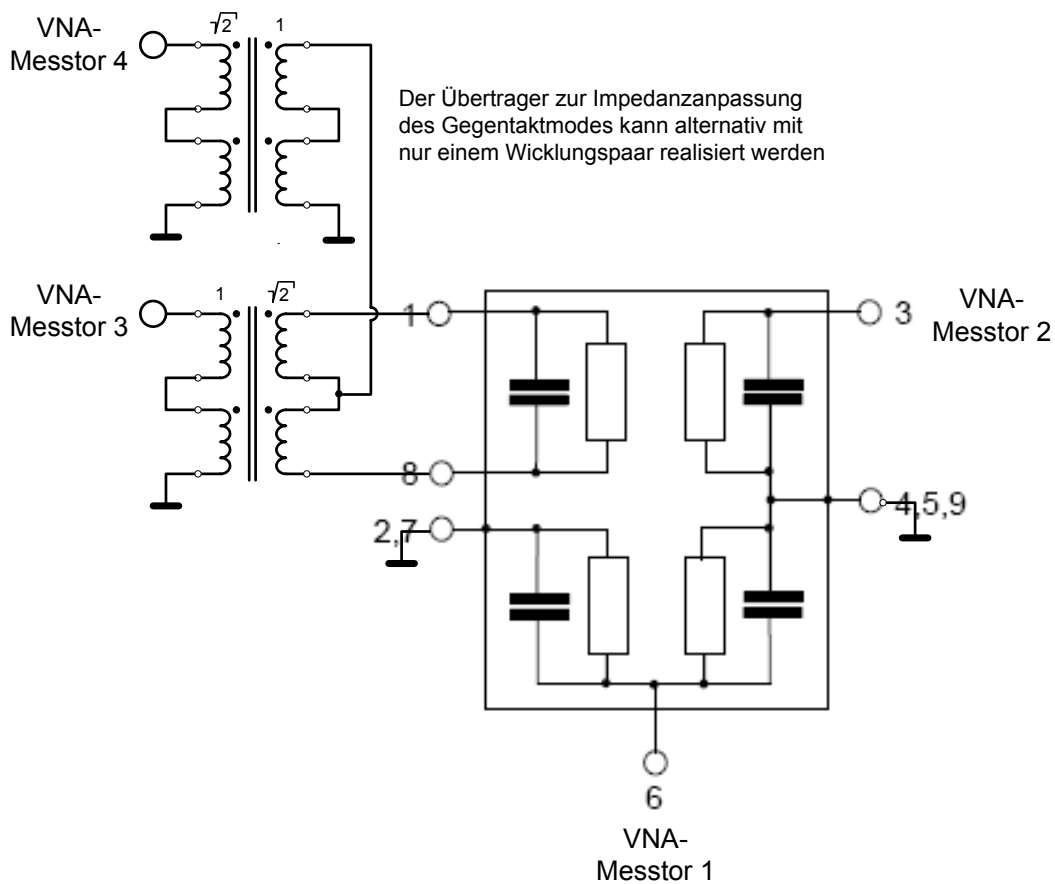 VNA-
Messtor 4
√2 1
Der Übertrager zur Impedanzanpassung
des Gegentaktmodes kann alternativ mit
nur einem Wicklungspaar realisiert werden
VNA-
Messtor 3
1 √2
1
8
2,7
3
VNA-
Messtor 2
4,5,9
6
VNA-
Messtor 1